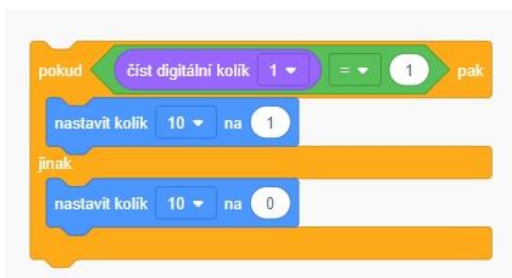 pokud číst digitální kolík 1 = 1 pak
nastavit kolík 10 na 1
jinak
nastavit kolík 10 na 0